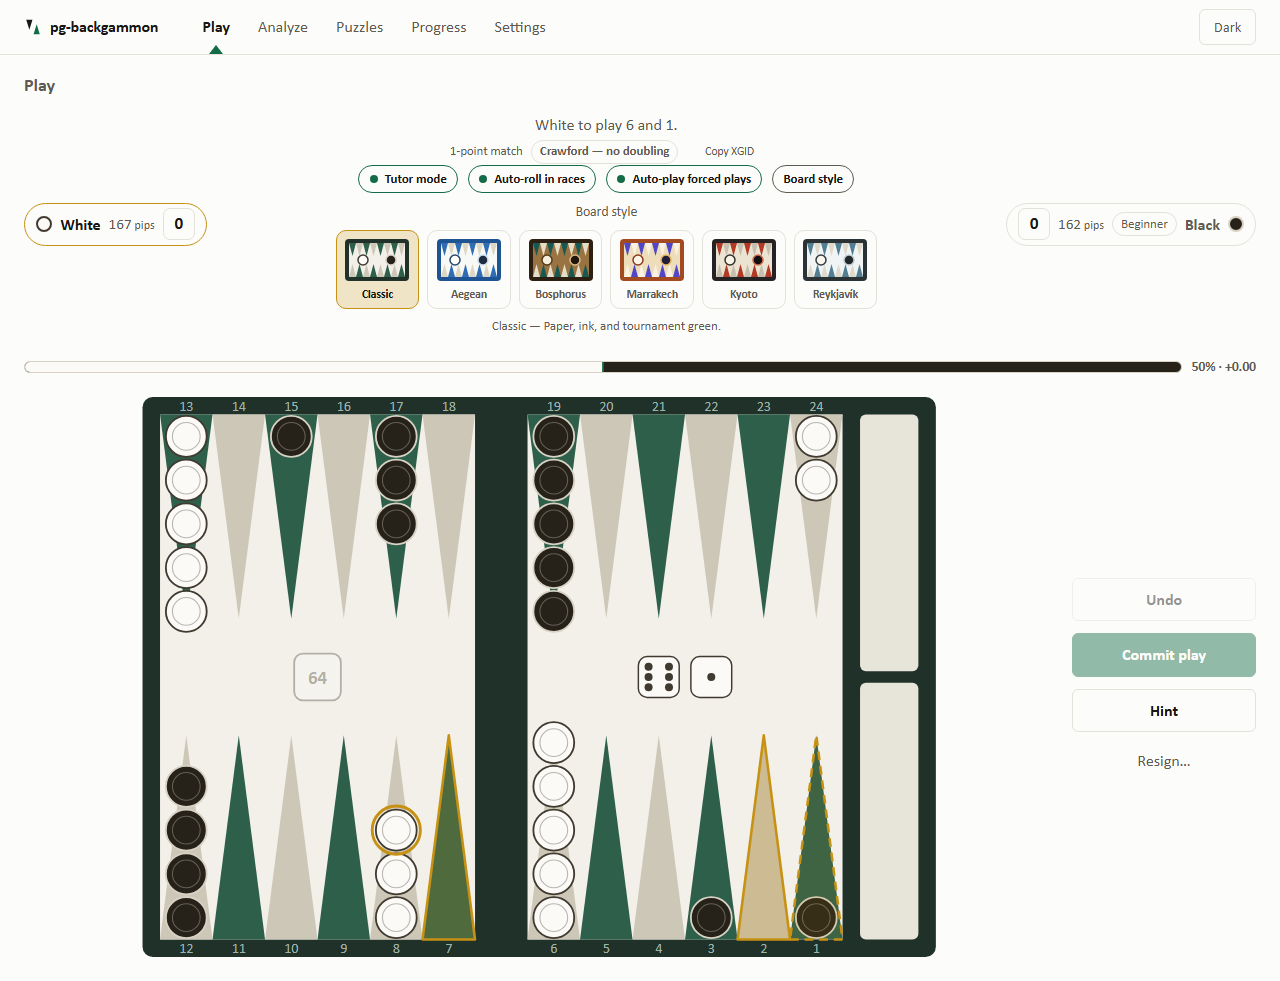 pg-backgammon Play Analyze Puzzles Progress Settings Dark
Play
White to play 6 and 1.
1-point match Crawford — no doubling Copy XGID
Tutor mode Auto-roll in races Auto-play forced plays Board style
White 167 pips 0
0 162 pips Beginner Black
Board style
Classic Aegean Bosphorus Marrakech Kyoto Reykjavík
Classic — Paper, ink, and tournament green.
50% · +0.00
13 14 15 16 17 18 19 20 21 22 23 24
64
12 11 10 9 8 7 6 5 4 3 2 1
Undo
Commit play
Hint
Resign...